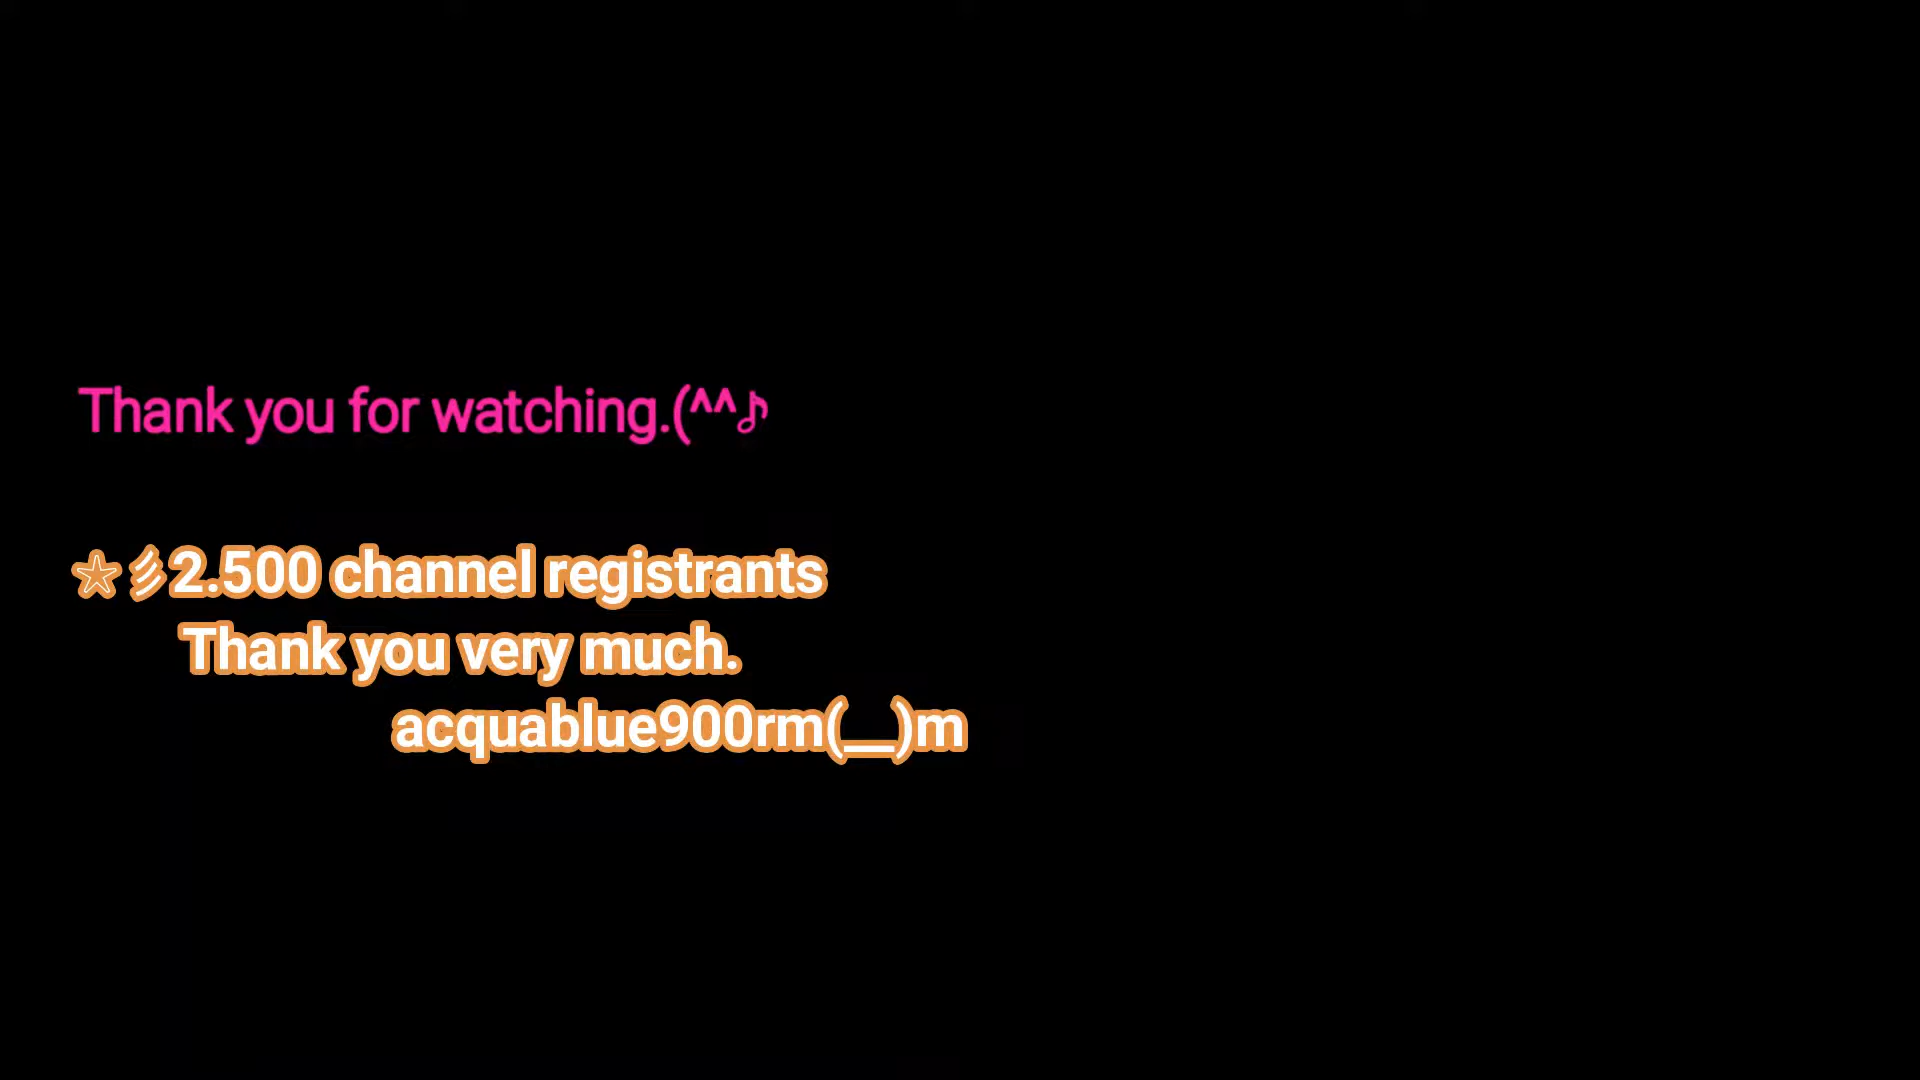 Thank you for watching.(^^♪
☆彡2.500 channel registrants
Thank you very much.
acquablue900rm(__)m